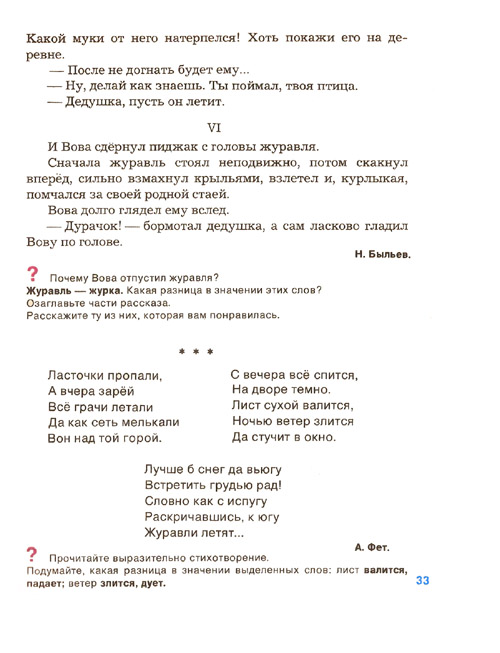 Какой муки от него натерпелся! Хоть покажи его на де-
ревне.
— После не догнать будет ему...
— Ну, делай как знаешь. Ты поймал, твоя птица.
— Дедушка, пусть он летит.
VI
И Вова сдёрнул пиджак с головы журавля.
Сначала журавль стоял неподвижно, потом скакнул
вперёд, сильно взмахнул крыльями, взлетел и, курлыкая,
помчался за своей родной стаей.
Вова долго глядел ему вслед.
— Дурачок! — бормотал дедушка, а сам ласково гладил
Вову по голове.
Н. Быльев.
? Почему Вова отпустил журавля?
Журавль — журка. Какая разница в значении этих слов?
Озаглавьте части рассказа.
Расскажите ту из них, которая вам понравилась.
* * *
Ласточки пропали,
А вчера зарёй
Всё грачи летали
Да как сеть мелькали
Вон над той горой.
С вечера всё спится,
На дворе темно.
Лист сухой валится,
Ночью ветер злится
Да стучит в окно.
Лучше б снег да вьюгу
Встретить грудью рад!
Словно как с испугу
Раскричавшись, к югу
Журавли летят...
А. Фет.
? Прочитайте выразительно стихотворение.
Подумайте, какая разница в значении выделенных слов: лист валится,
падает; ветер злится, дует.
33